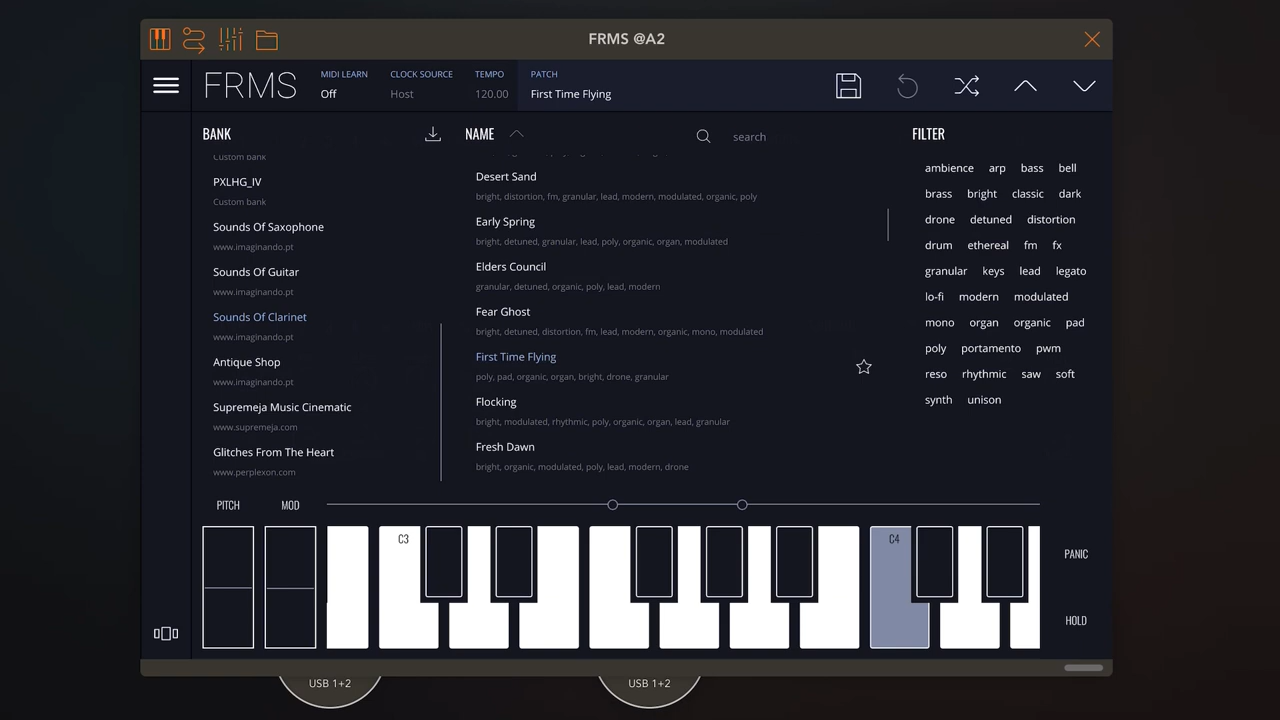 FRMS @A2
FRMS
MIDI LEARN
Off
CLOCK SOURCE
Host
TEMPO
120.00
PATCH
First Time Flying
BANK
Custom bank
PXLHG_IV
Custom bank
Sounds Of Saxophone
www.imaginando.pt
Sounds Of Guitar
www.imaginando.pt
Sounds Of Clarinet
www.imaginando.pt
Antique Shop
www.imaginando.pt
Supremeja Music Cinematic
www.supremeja.com
Glitches From The Heart
www.perplexon.com
NAME
search
Desert Sand
bright, distortion, fm, granular, lead, modern, modulated, organic, poly
Early Spring
bright, detuned, granular, lead, poly, organic, organ, modulated
Elders Council
granular, detuned, organic, poly, lead, modern
Fear Ghost
bright, detuned, distortion, fm, lead, modern, organic, mono, modulated
First Time Flying
poly, pad, organic, organ, bright, drone, granular
Flocking
bright, modulated, rhythmic, poly, organic, organ, lead, granular
Fresh Dawn
bright, organic, modulated, poly, lead, modern, drone
FILTER
ambience arp bass bell
brass bright classic dark
drone detuned distortion
drum ethereal fm fx
granular keys lead legato
lo-fi modern modulated
mono organ organic pad
poly portamento pwm
reso rhythmic saw soft
synth unison
PITCH
MOD
C3
C4
PANIC
HOLD
USB 1+2
USB 1+2